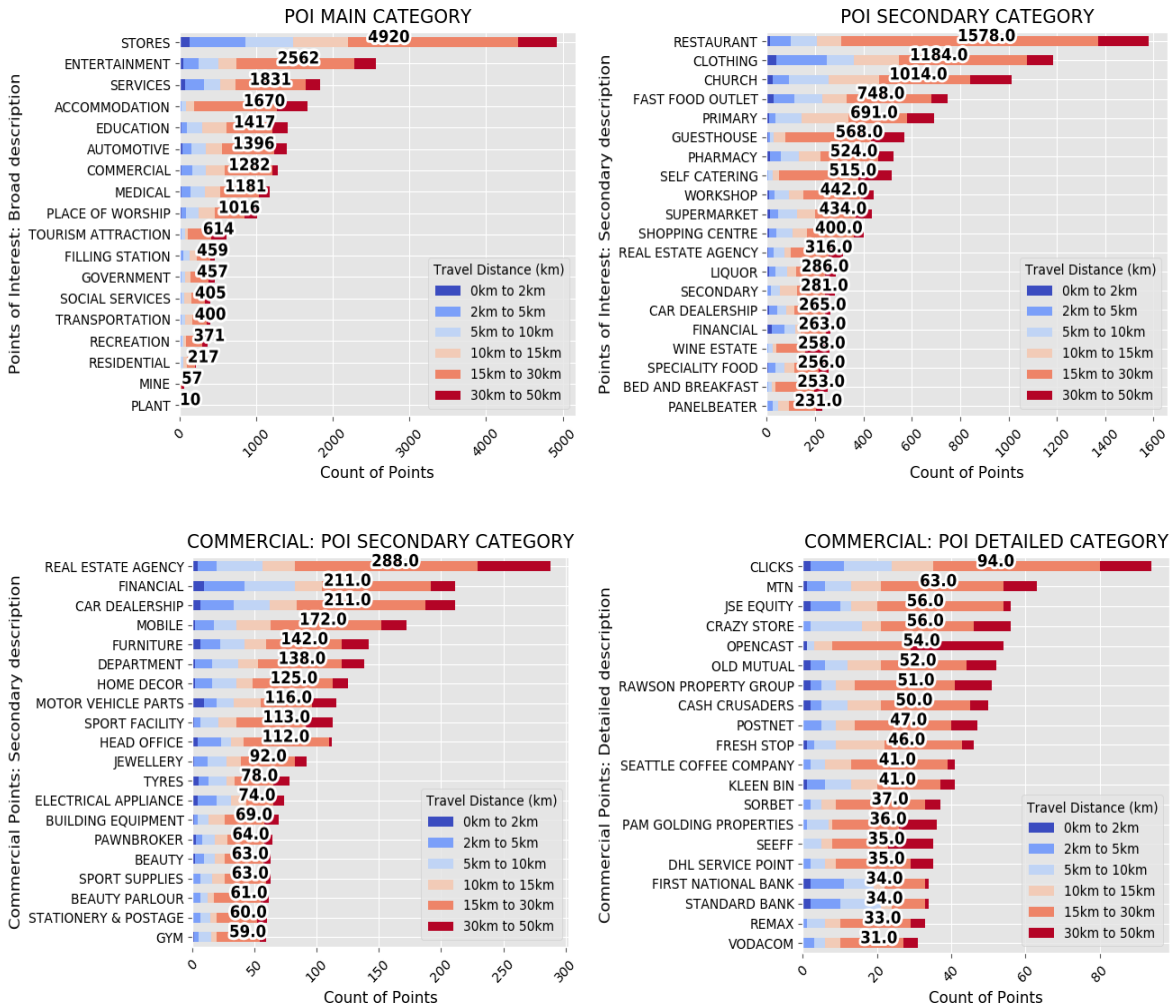 POI MAIN CATEGORY
Points of Interest: Broad description
STORES 4920
ENTERTAINMENT 2562
SERVICES 1831
ACCOMMODATION 1670
EDUCATION 1417
AUTOMOTIVE 1396
COMMERCIAL 1282
MEDICAL 1181
PLACE OF WORSHIP 1016
TOURISM ATTRACTION 614
FILLING STATION 459
GOVERNMENT 457
SOCIAL SERVICES 405
TRANSPORTATION 400
RECREATION 371
RESIDENTIAL 217
MINE 57
PLANT 10
Travel Distance (km)
0km to 2km
2km to 5km
5km to 10km
10km to 15km
15km to 30km
30km to 50km
0 1000 2000 3000 4000 5000
Count of Points
POI SECONDARY CATEGORY
Points of Interest: Secondary description
RESTAURANT 1578.0
CLOTHING 1184.0
CHURCH 1014.0
FAST FOOD OUTLET 748.0
PRIMARY 691.0
GUESTHOUSE 568.0
PHARMACY 524.0
SELF CATERING 515.0
WORKSHOP 442.0
SUPERMARKET 434.0
SHOPPING CENTRE 400.0
REAL ESTATE AGENCY 316.0
LIQUOR 286.0
SECONDARY 281.0
CAR DEALERSHIP 265.0
FINANCIAL 263.0
WINE ESTATE 258.0
SPECIALITY FOOD 256.0
BED AND BREAKFAST 253.0
PANELBEATER 231.0
Travel Distance (km)
0km to 2km
2km to 5km
5km to 10km
10km to 15km
15km to 30km
30km to 50km
0 200 400 600 800 1000 1200 1400 1600
Count of Points
COMMERCIAL: POI SECONDARY CATEGORY
Commercial Points: Secondary description
REAL ESTATE AGENCY 288.0
FINANCIAL 211.0
CAR DEALERSHIP 211.0
MOBILE 172.0
FURNITURE 142.0
DEPARTMENT 138.0
HOME DECOR 125.0
MOTOR VEHICLE PARTS 116.0
SPORT FACILITY 113.0
HEAD OFFICE 112.0
JEWELLERY 92.0
TYRES 78.0
ELECTRICAL APPLIANCE 74.0
BUILDING EQUIPMENT 69.0
PAWNBROKER 64.0
BEAUTY 63.0
SPORT SUPPLIES 63.0
BEAUTY PARLOUR 61.0
STATIONERY & POSTAGE 60.0
GYM 59.0
Travel Distance (km)
0km to 2km
2km to 5km
5km to 10km
10km to 15km
15km to 30km
30km to 50km
0 50 100 150 200 250 300
Count of Points
COMMERCIAL: POI DETAILED CATEGORY
Commercial Points: Detailed description
CLICKS 94.0
MTN 63.0
JSE EQUITY 56.0
CRAZY STORE 56.0
OPENCAST 54.0
OLD MUTUAL 52.0
RAWSON PROPERTY GROUP 51.0
CASH CRUSADERS 50.0
POSTNET 47.0
FRESH STOP 46.0
SEATTLE COFFEE COMPANY 41.0
KLEEN BIN 41.0
SORBET 37.0
PAM GOLDING PROPERTIES 36.0
SEEFF 35.0
DHL SERVICE POINT 35.0
FIRST NATIONAL BANK 34.0
STANDARD BANK 34.0
REMAX 33.0
VODACOM 31.0
Travel Distance (km)
0km to 2km
2km to 5km
5km to 10km
10km to 15km
15km to 30km
30km to 50km
0 20 40 60 80
Count of Points